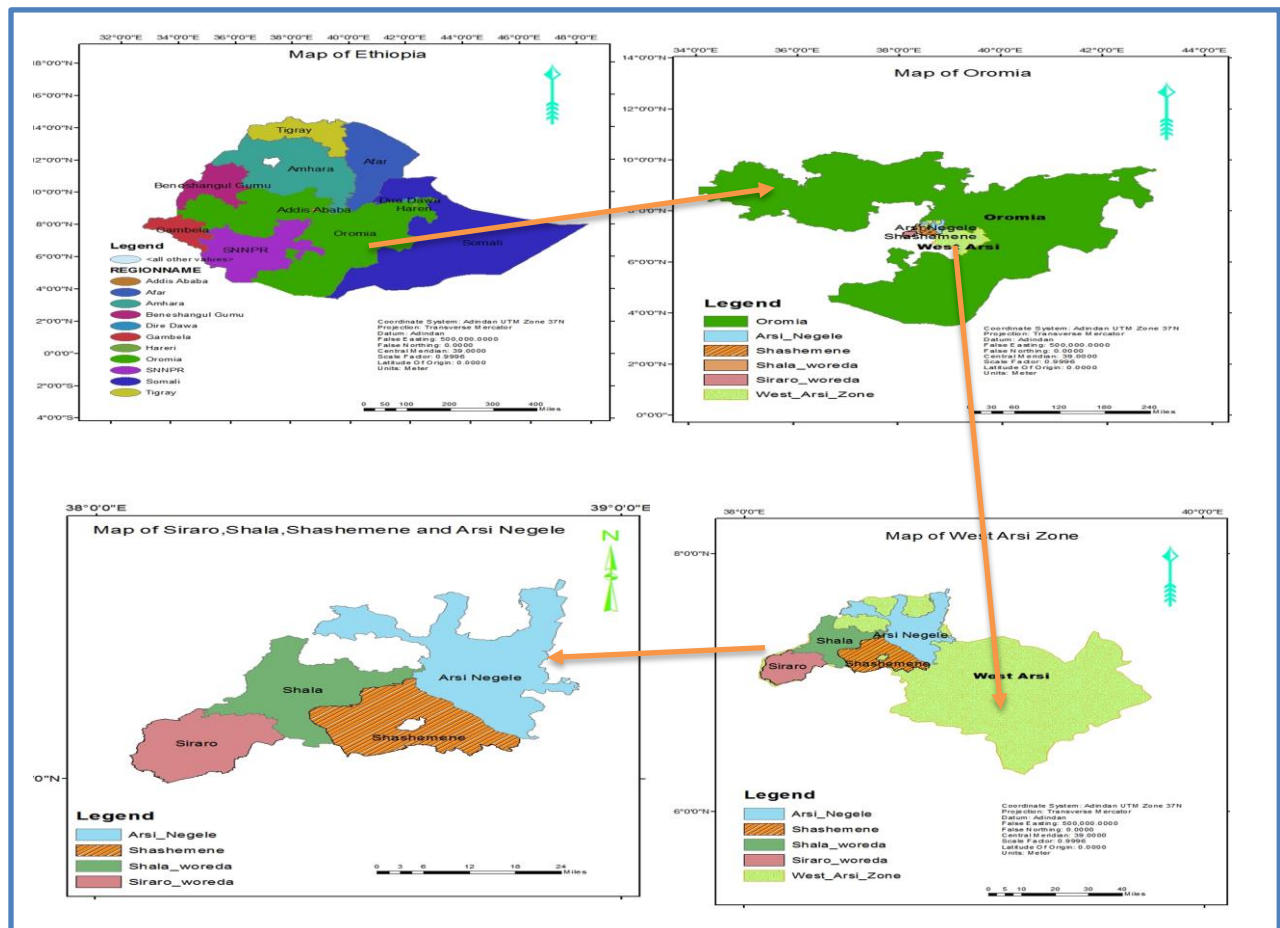 32°0'0"E 34°0'0"E 36°0'0"E 38°0'0"E 40°0'0"E 42°0'0"E 44°0'0"E 46°0'0"E 48°0'0"E
Map of Ethiopia
18°0'0"N
16°0'0"N
14°0'0"N
12°0'0"N
10°0'0"N
8°0'0"N
6°0'0"N
4°0'0"N
2°0'0"N
0°0'0"
2°0'0"S
4°0'0"S
Tigray
Afar
Amhara
Beneshangul Gumu
Dire Dawa
Hareri
Addis Ababa
Gambela
Oromia
Somali
SNNPR
Legend
<all other values>
REGIONNAME
Addis Ababa
Afar
Amhara
Beneshangul Gumu
Dire Dawa
Gambela
Hareri
Oromia
SNNPR
Somali
Tigray
Coordinate System: Adindan UTM Zone 37N
Projection: Transverse Mercator
Datum: Adindan
False Easting: 500,000.0000
False Northing: 0.0000
Central Meridian: 39.0000
Scale Factor: 0.9996
Latitude Of Origin: 0.0000
Units: Meter
0 50 100 200 300 400
Miles
34°0'0"E 36°0'0"E 38°0'0"E 40°0'0"E 42°0'0"E 44°0'0"E
Map of Oromia
14°0'0"N
12°0'0"N
10°0'0"N
8°0'0"N
6°0'0"N
4°0'0"N
2°0'0"N
0°0'0"
Oromia
Arsi Negele
Shashemene
West Arsi
Legend
Oromia
Arsi_Negele
Shashemene
Shala_woreda
Siraro_woreda
West_Arsi_Zone
Coordinate System: Adindan UTM Zone 37N
Projection: Transverse Mercator
Datum: Adindan
False Easting: 500,000.0000
False Northing: 0.0000
Central Meridian: 39.0000
Scale Factor: 0.9996
Latitude Of Origin: 0.0000
Units: Meter
0 30 60 120 180 240
Miles
38°0'0"E 39°0'0"E
Map of Siraro,Shala,Shashemene and Arsi Negele
N
Arsi Negele
Shala
Shashemene
Siraro
0"N
Legend
Arsi_Negele
Shashemene
Shala_woreda
Siraro_woreda
0 3 6 12 18 24
Miles
38°0'0"E 40°0'0"E
Map of West Arsi Zone
8°0'0"N
6°0'0"N
Shala
Arsi Negele
Siraro
Shashemene
West Arsi
Legend
Arsi_Negele
Shashemene
Shala_woreda
Siraro_woreda
West_Arsi_Zone
Coordinate System: Adindan UTM Zone 37N
Projection: Transverse Mercator
Datum: Adindan
False Easting: 500,000.0000
False Northing: 0.0000
Central Meridian: 39.0000
Scale Factor: 0.9996
Latitude Of Origin: 0.0000
Units: Meter
0 5 10 20 30 40
Miles